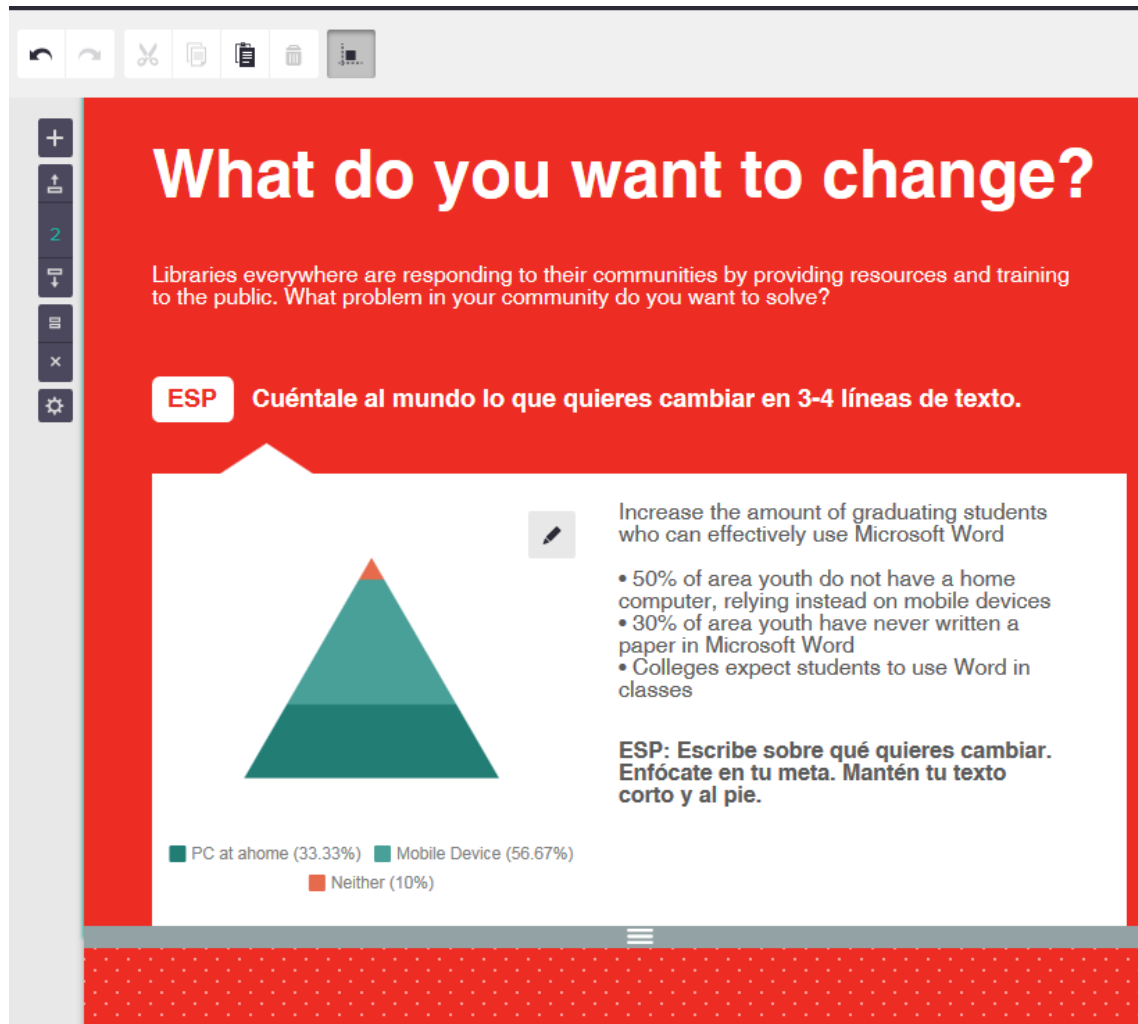 2
What do you want to change?
Libraries everywhere are responding to their communities by providing resources and training
to the public. What problem in your community do you want to solve?
ESP Cuéntale al mundo lo que quieres cambiar en 3-4 líneas de texto.
Increase the amount of graduating students
who can effectively use Microsoft Word
• 50% of area youth do not have a home
computer, relying instead on mobile devices
• 30% of area youth have never written a
paper in Microsoft Word
• Colleges expect students to use Word in
classes
ESP: Escribe sobre qué quieres cambiar.
Enfócate en tu meta. Mantén tu texto
corto y al pie.
PC at ahome (33.33%) Mobile Device (56.67%)
Neither (10%)